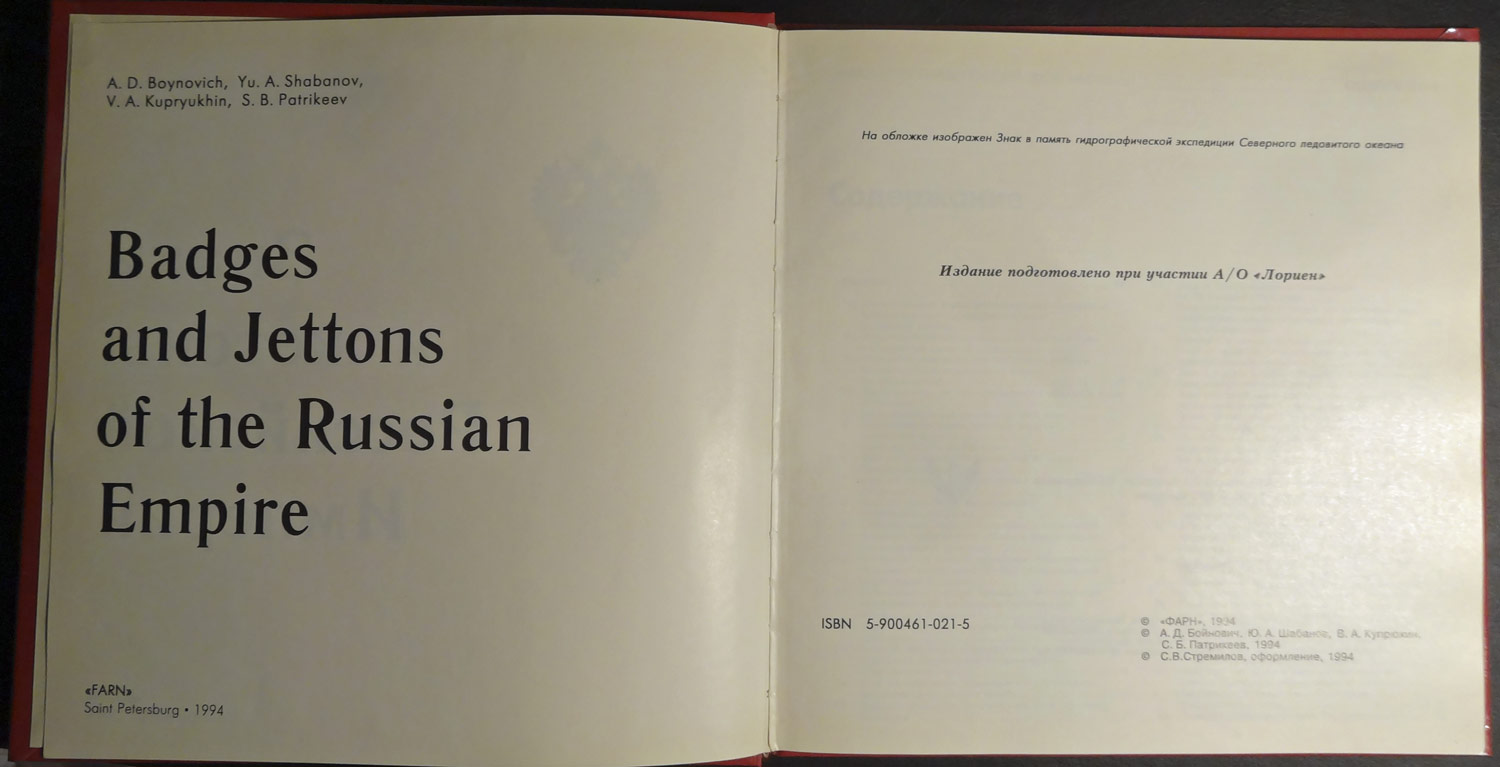 A. D. Boynovich, Yu. A. Shabanov,
V. A. Kupryukhin, S. B. Patrikeev
Badges
and Jettons
of the Russian
Empire
«FARN»
Saint Petersburg • 1994
На обложке изображен Знак в память гидрографической экспедиции Северного ледовитого океана
Содержание
Издание подготовлено при участии А/О «Лориен»
ISBN 5-900461-021-5
© «ФАРН», 1994
© А. Д. Бойнович, Ю. А. Шабанов, В. А. Купрюхин,
С. Б. Патрикеев, 1994
© С.В.Стремилов, оформление, 1994